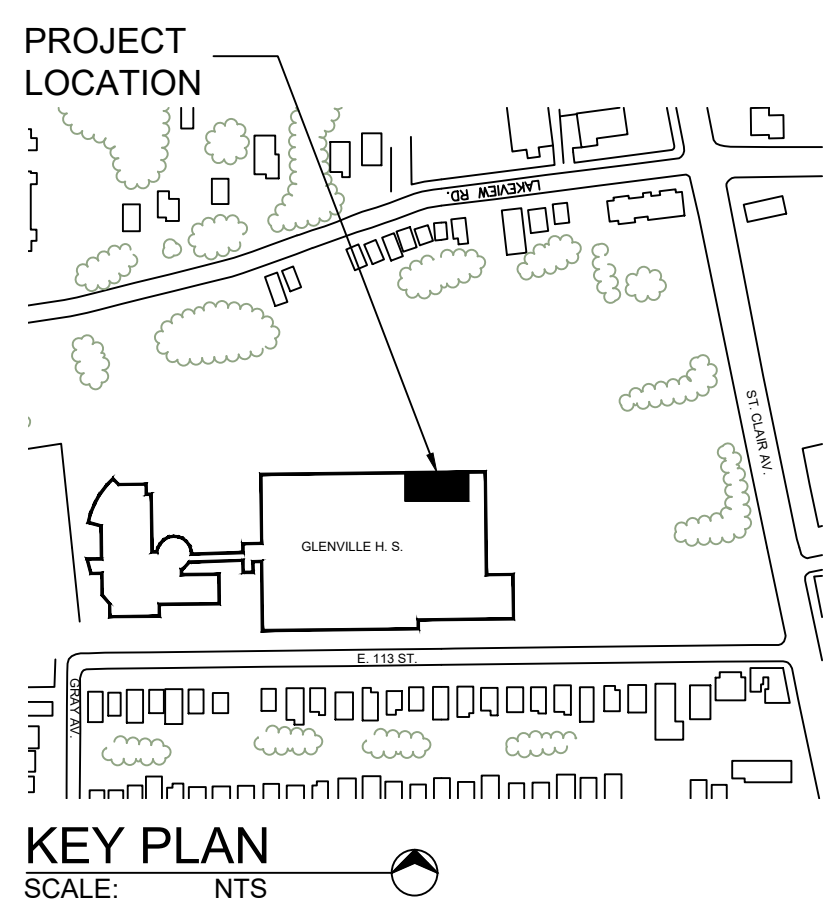 PROJECT
LOCATION
LAKEVIEW RD.
ST. CLAIR AV.
GLENVILLE H. S.
E. 113 ST.
GRAY AV.
KEY PLAN
SCALE: NTS